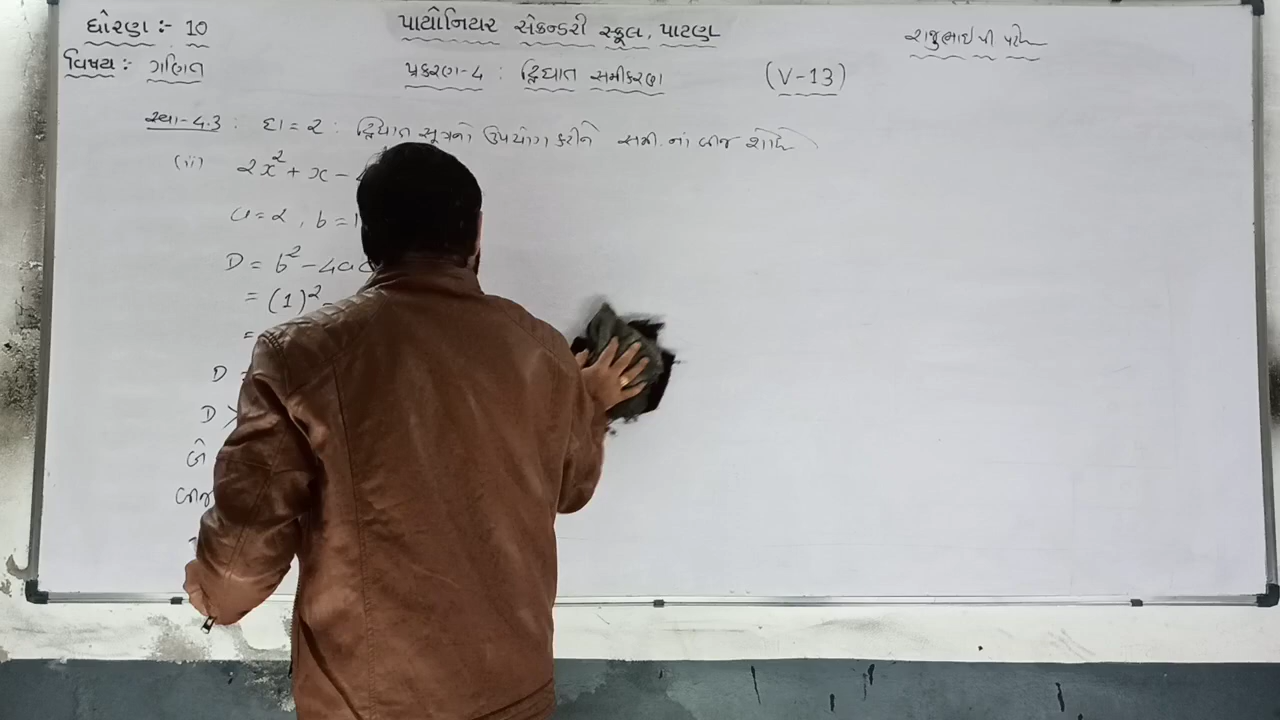 ધોરણ :- 10
પાયોનિયર સેકન્ડરી સ્કૂલ, પાટણ
રાજુભાઈ પી પટેલ
વિષય : ગણિત
પ્રકરણ-4 : દ્વિઘાત સમીકરણ
(V-13)
સ્વા-4.3 : દા=2 : દ્વિઘાત સૂત્રનો ઉપયોગ કરીને સમી. નાં બીજ શોધો
(ii) 2x² + x -
a = 2 , b = 1
D = b² - 4ac
= (1)² -
=
D =
D >
બે
બીજ